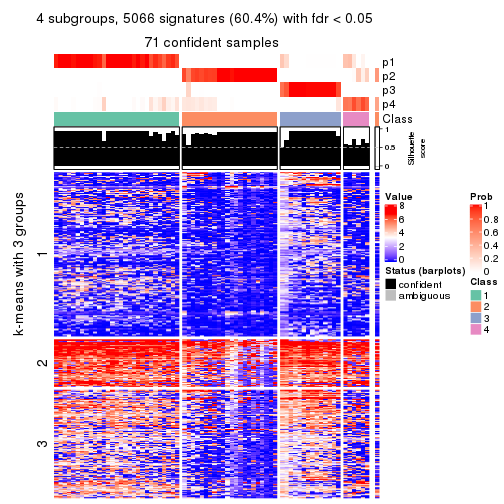 4 subgroups, 5066 signatures (60.4%) with fdr < 0.05
71 confident samples
p1
p2
p3
p4
Class
1
0.5
0
Silhouette
score
k-means with 3 groups
1
2
3
Value
8
6
4
2
0
Status (barplots)
confident
ambiguous
Prob
1
0.8
0.6
0.4
0.2
0
Class
1
2
3
4